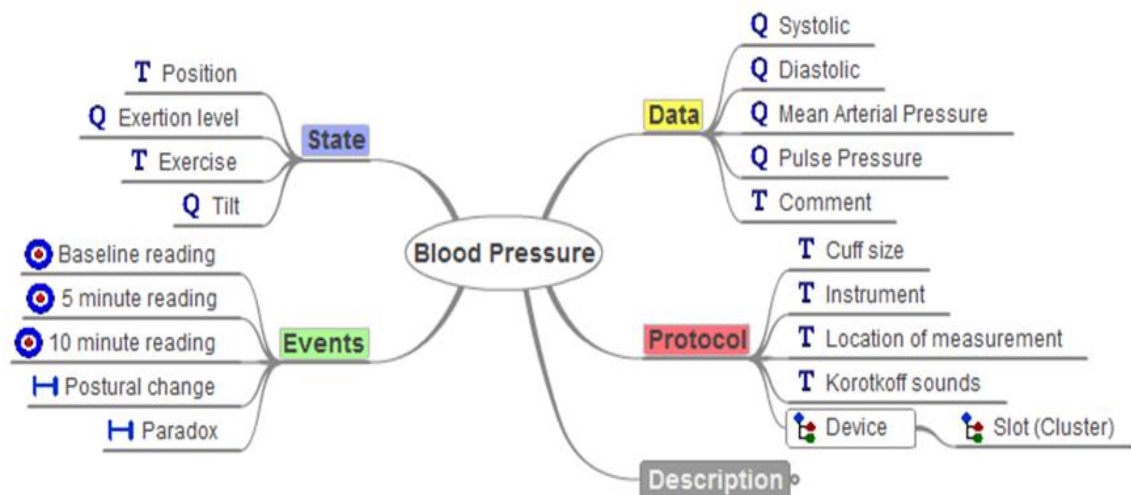 Blood Pressure
State
T Position
Q Exertion level
T Exercise
Q Tilt
Events
Baseline reading
5 minute reading
10 minute reading
Postural change
Paradox
Data
Q Systolic
Q Diastolic
Q Mean Arterial Pressure
Q Pulse Pressure
T Comment
Protocol
T Cuff size
T Instrument
T Location of measurement
T Korotkoff sounds
Device
Slot (Cluster)
Description